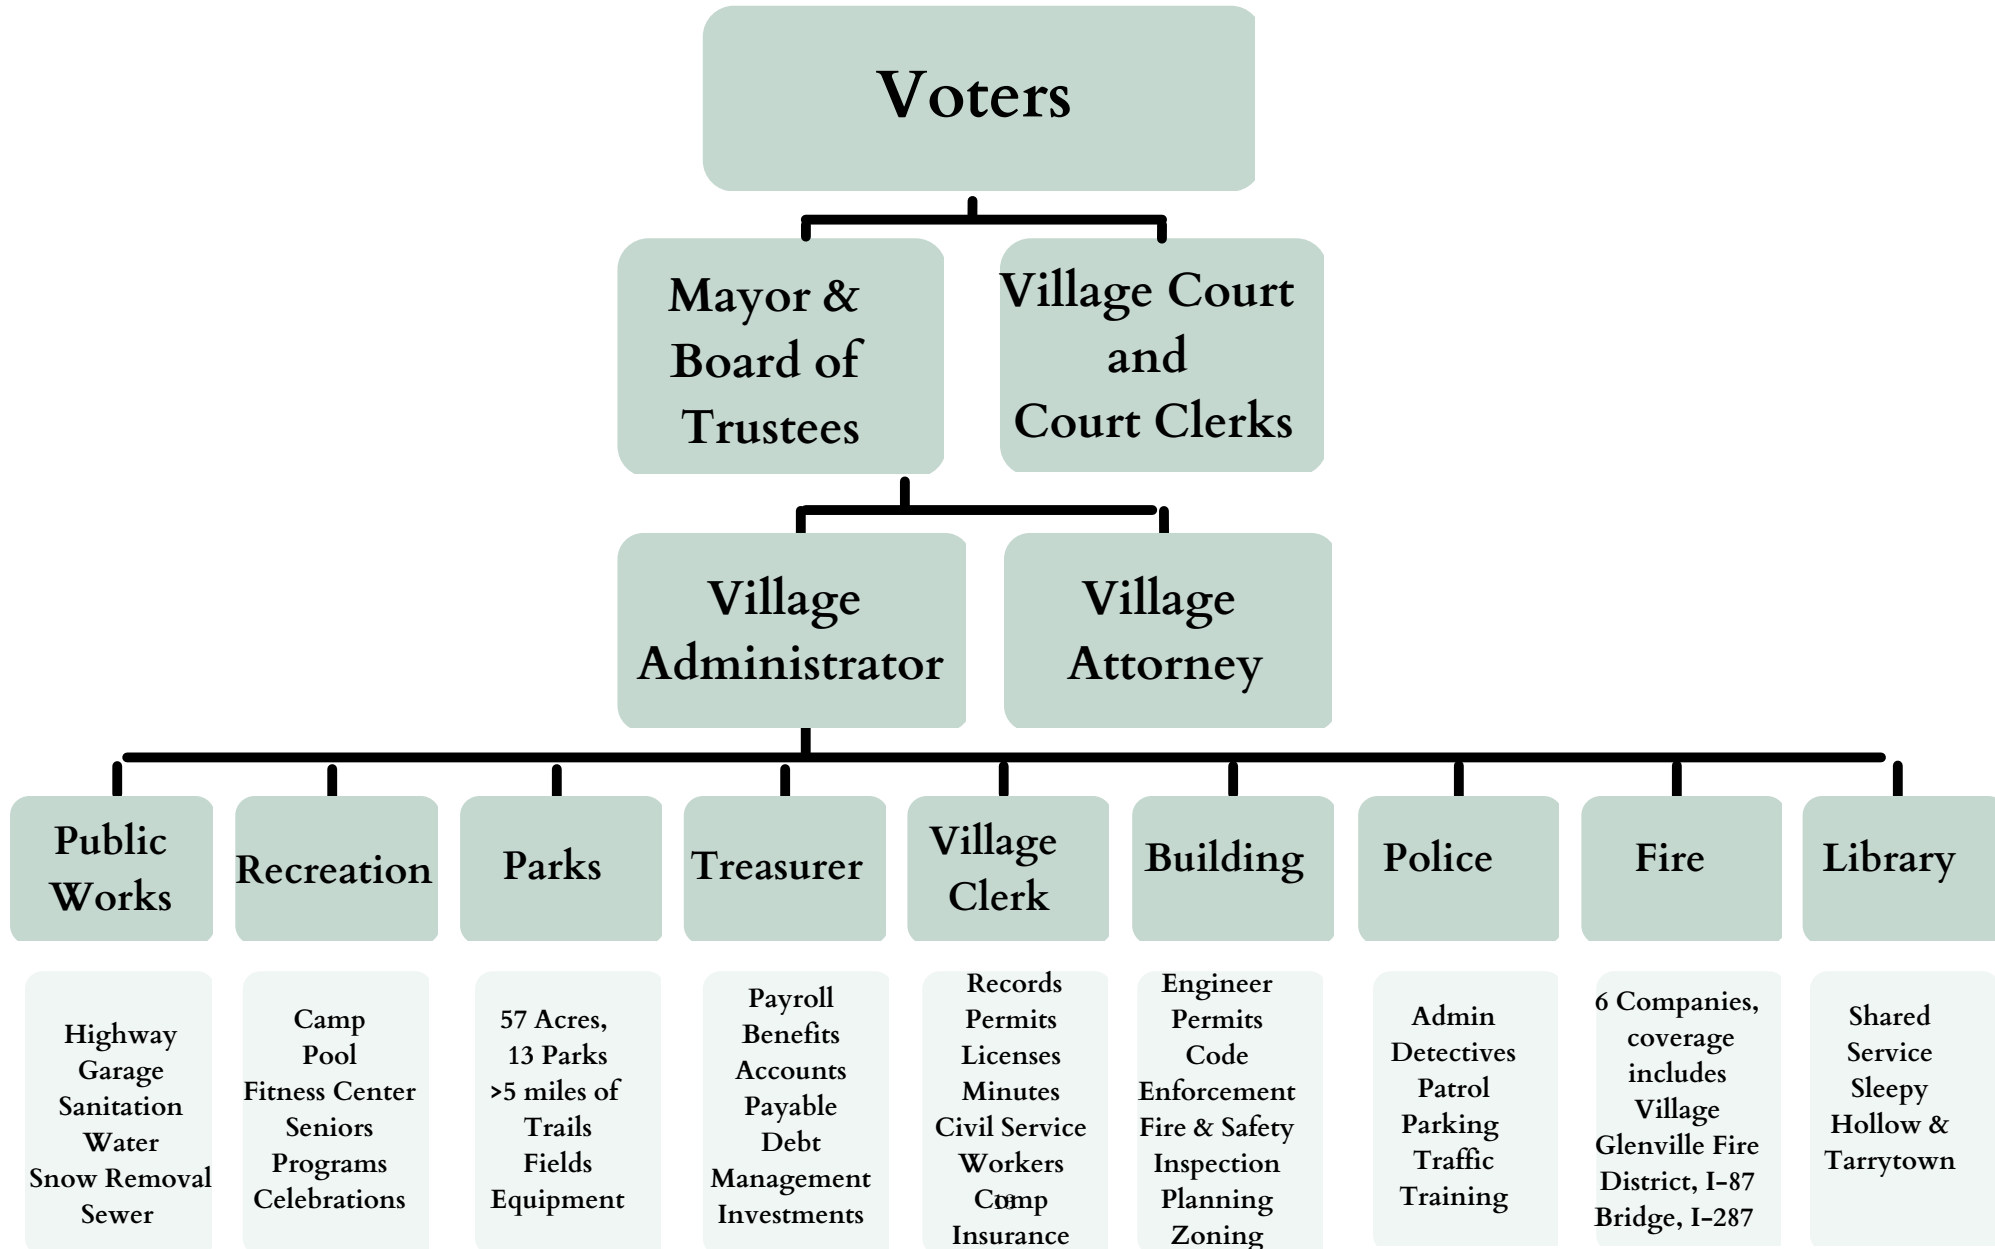 Voters
Mayor &
Board of
Trustees
Village Court
and
Court Clerks
Village
Administrator
Village
Attorney
Public
Works
Recreation
Parks
Treasurer
Village
Clerk
Building
Police
Fire
Library
Highway
Garage
Sanitation
Water
Snow Removal
Sewer
Camp
Pool
Fitness Center
Seniors
Programs
Celebrations
57 Acres,
13 Parks
>5 miles of
Trails
Fields
Equipment
Payroll
Benefits
Accounts
Payable
Debt
Management
Investments
Records
Permits
Licenses
Minutes
Civil Service
Workers
Comp
Insurance
Engineer
Permits
Code
Enforcement
Fire & Safety
Inspection
Planning
Zoning
Admin
Detectives
Patrol
Parking
Traffic
Training
6 Companies,
coverage
includes
Village
Glenville Fire
District, I-87
Bridge, I-287
Shared
Service
Sleepy
Hollow &
Tarrytown